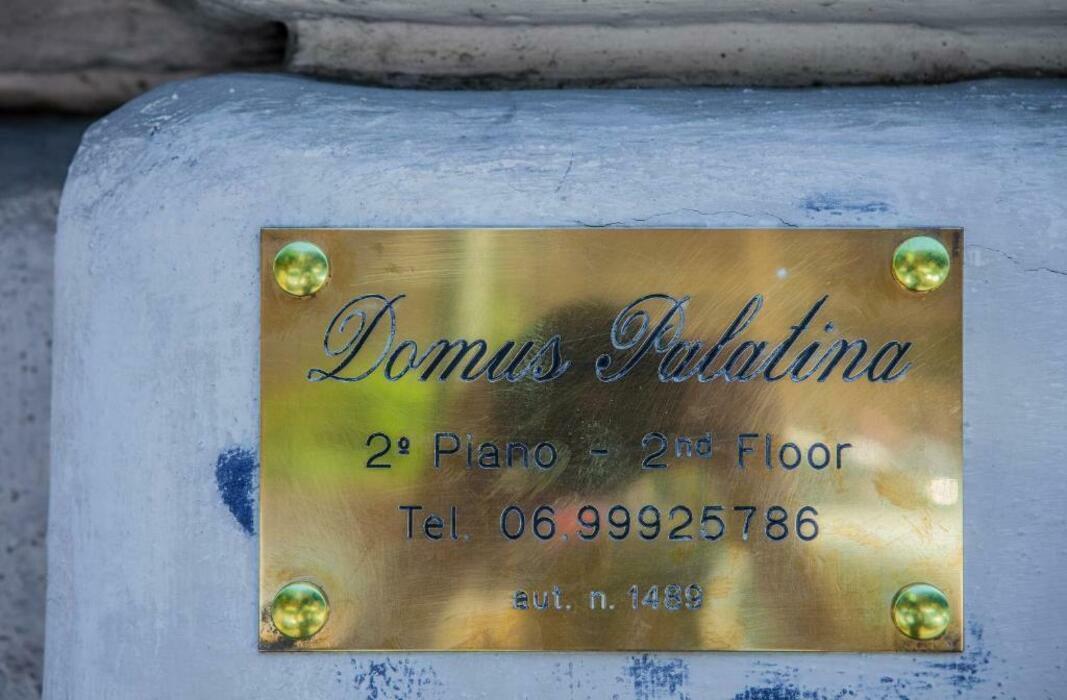 Domus Palatina
2º Piano - 2nd Floor
Tel. 06.99925786
aut. n. 1489